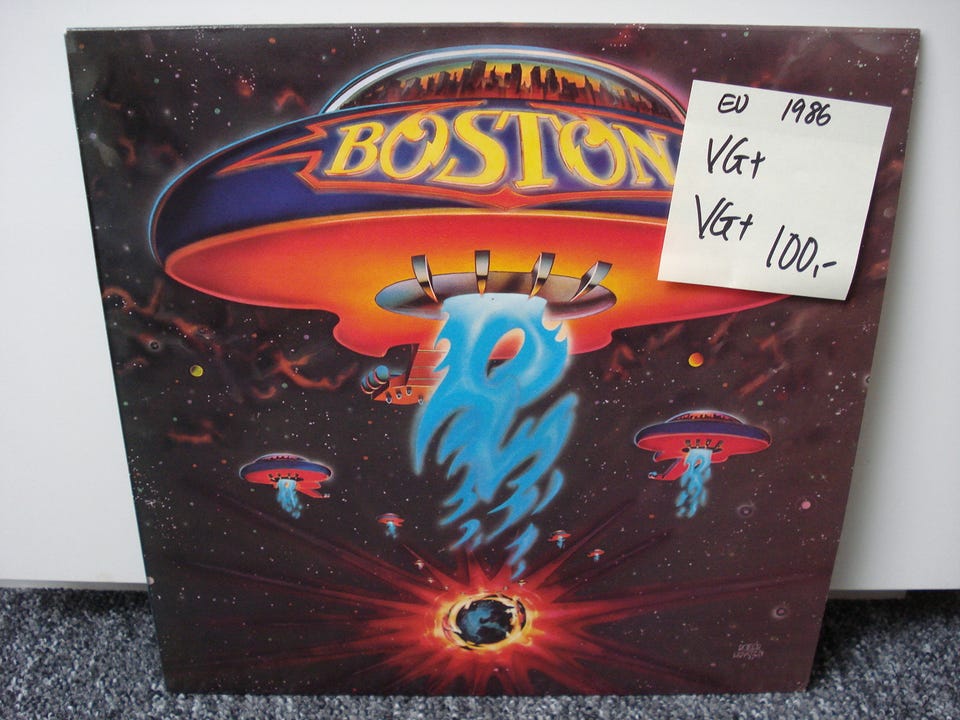 BOSTON
EU 1986
VG+
VG+ 100,-